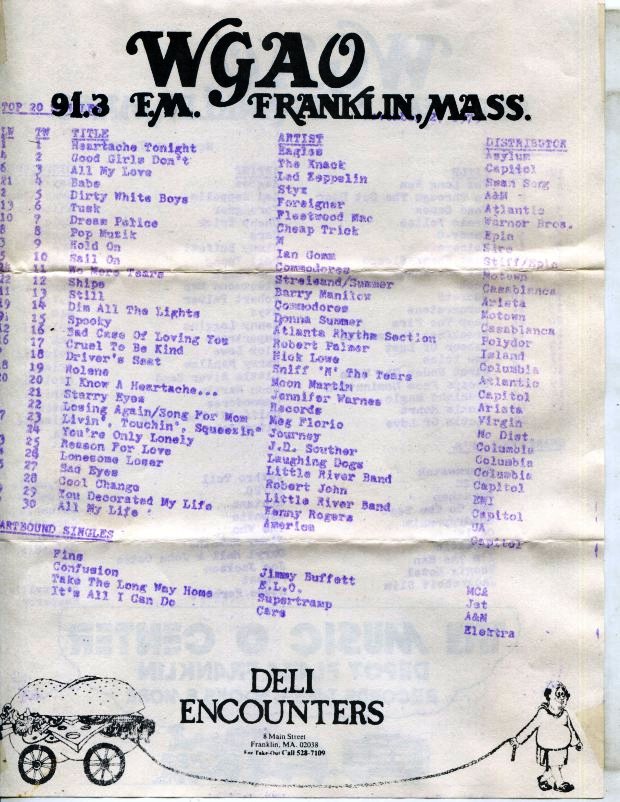 WGAO
91.3 F.M. FRANKLIN, MASS.
TOP 20 SINGLES
LW TW TITLE ARTIST DISTRIBUTOR
1 Heartache Tonight Eagles Asylum
2 Good Girls Don't The Knack Capitol
3 All My Love Led Zeppelin Swan Song
4 Babe Styx A&M
5 Dirty White Boys Foreigner Atlantic
6 Tusk Fleetwood Mac Warner Bros.
7 Dream Police Cheap Trick Epic
8 Pop Muzik M Sire
9 Hold On Ian Gomm Stiff/Epic
10 Sail On Commodores Motown
11 No More Tears Streisand/Summer Casablanca
12 Ships Barry Manilow Arista
13 Still Commodores Motown
14 Dim All The Lights Donna Summer Casablanca
15 Spooky Atlanta Rhythm Section Polydor
16 Bad Case Of Loving You Robert Palmer Island
17 Cruel To Be Kind Nick Lowe Columbia
18 Driver's Seat Sniff 'N' The Tears Atlantic
19 Rolene Moon Martin Capitol
20 I Know A Heartache... Jennifer Warnes Arista
21 Starry Eyes Records Virgin
22 Losing Again/Song For Mom Meg Florio No Dist.
23 Livin', Touchin', Squeezin' Journey Columbia
24 You're Only Lonely J.D. Souther Columbia
25 Reason For Love Laughing Dogs Columbia
26 Lonesome Loser Little River Band Capitol
27 Sad Eyes Robert John EMI
28 Cool Change Little River Band Capitol
29 You Decorated My Life Kenny Rogers UA
30 All My Life America Capitol
ARTBOUND SINGLES
Fins Jimmy Buffett MCA
Confusion E.L.O. Jet
Take The Long Way Home Supertramp A&M
It's All I Can Do Cars Elektra
DELI
ENCOUNTERS
8 Main Street
Franklin, MA. 02038
For Take-Out Call 528-7109